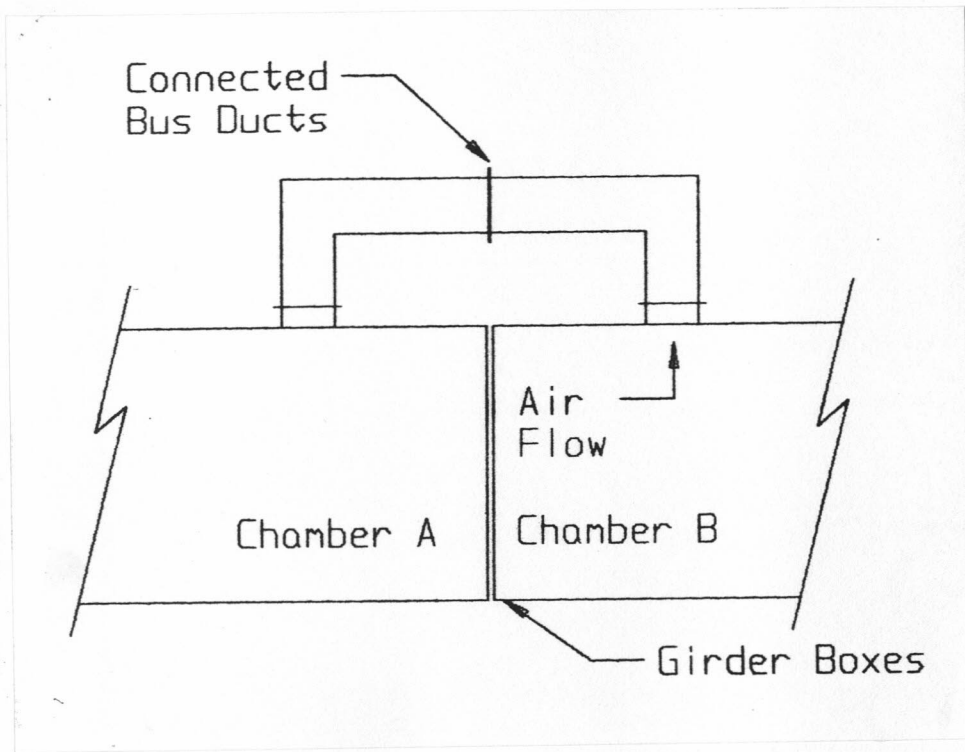 Connected
Bus Ducts
Air
Flow
Chamber A
Chamber B
Girder Boxes